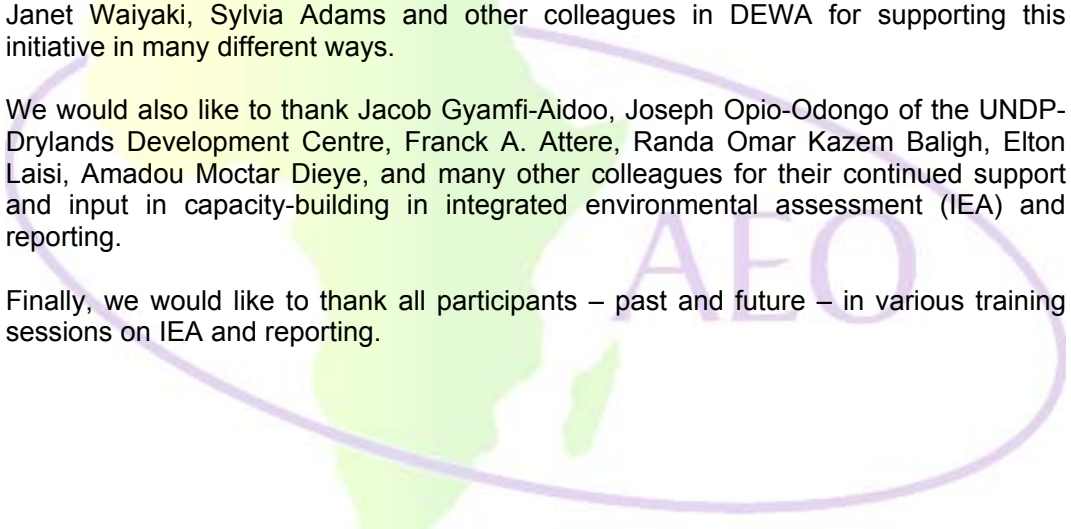 Janet Waiyaki, Sylvia Adams and other colleagues in DEWA for supporting this
initiative in many different ways.
We would also like to thank Jacob Gyamfi-Aidoo, Joseph Opio-Odongo of the UNDP-
Drylands Development Centre, Franck A. Attere, Randa Omar Kazem Baligh, Elton
Laisi, Amadou Moctar Dieye, and many other colleagues for their continued support
and input in capacity-building in integrated environmental assessment (IEA) and
reporting.
AEO
Finally, we would like to thank all participants – past and future – in various training
sessions on IEA and reporting.